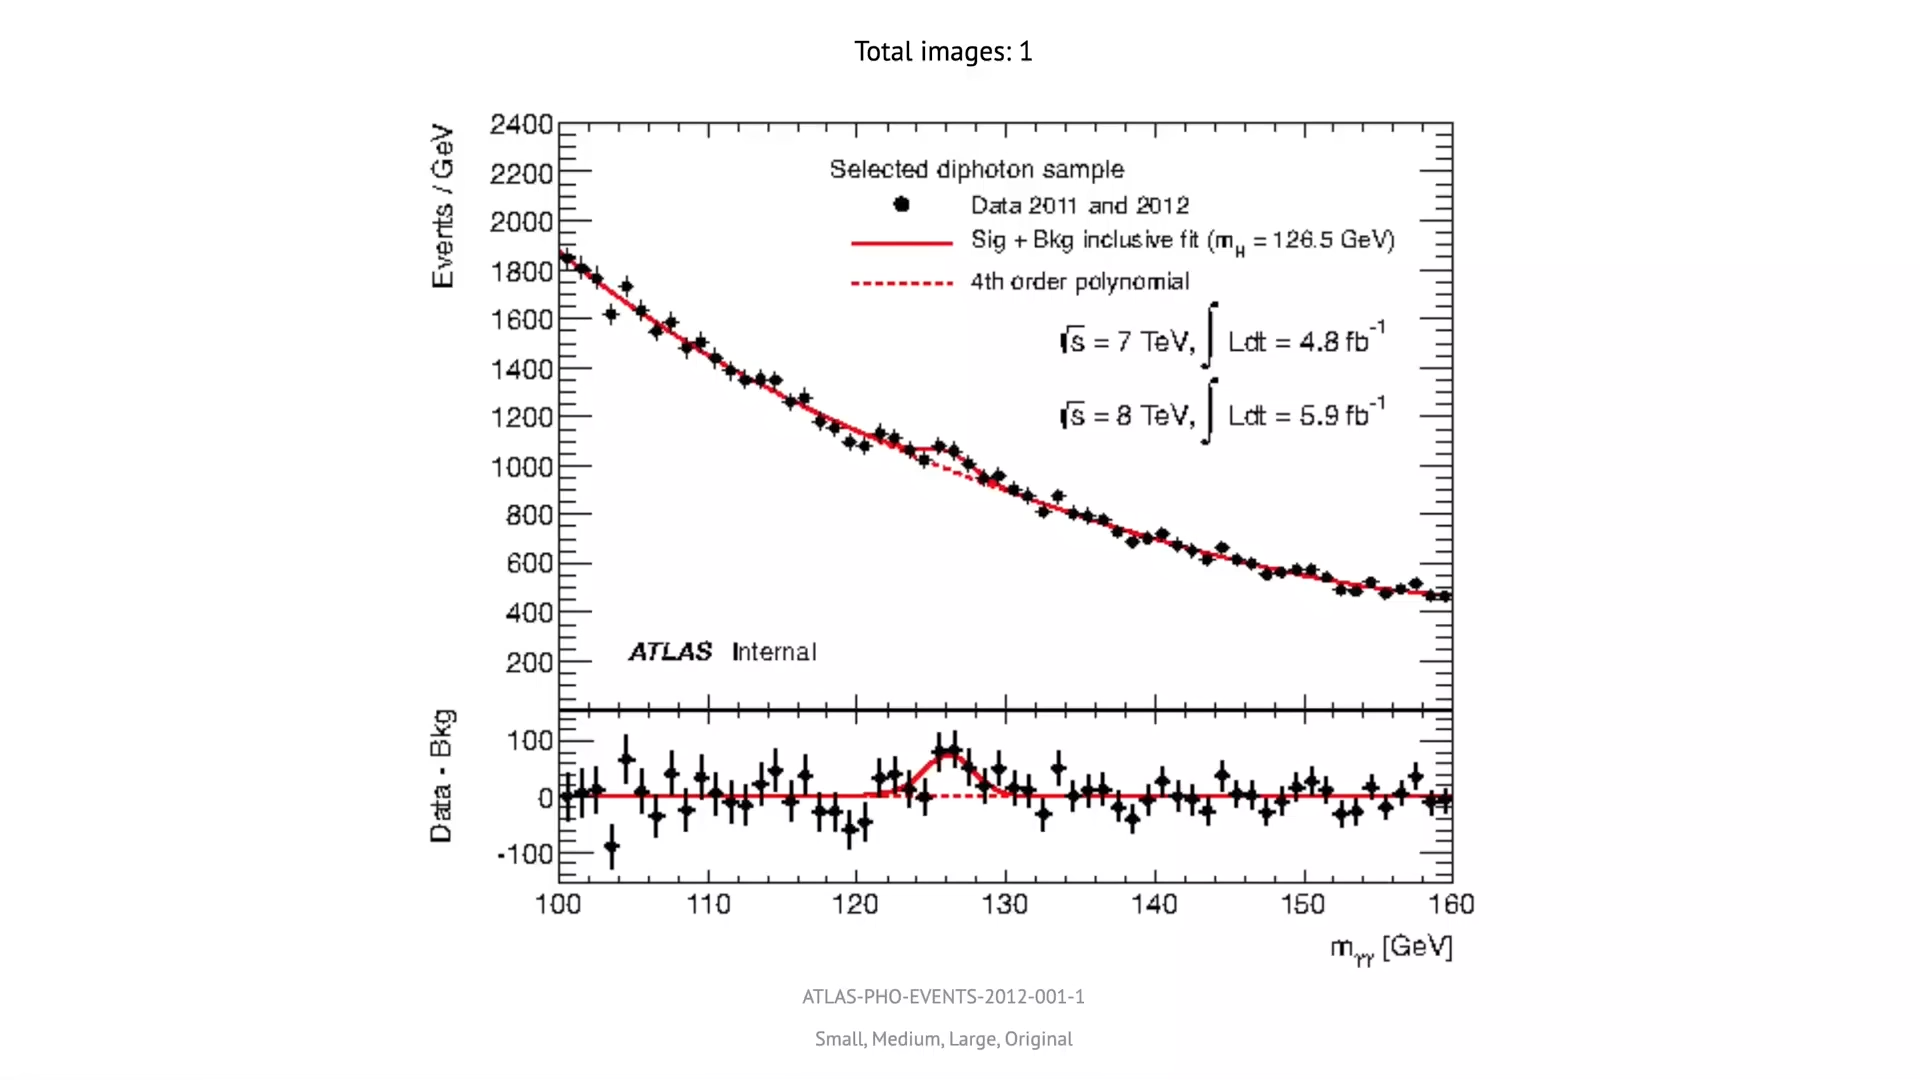 Total images: 1
Events / GeV
2400
2200
2000
1800
1600
1400
1200
1000
800
600
400
200
Selected diphoton sample
Data 2011 and 2012
Sig + Bkg inclusive fit (m_H = 126.5 GeV)
4th order polynomial
√s = 7 TeV, ∫ Ldt = 4.8 fb⁻¹
√s = 8 TeV, ∫ Ldt = 5.9 fb⁻¹
ATLAS Internal
Data - Bkg
100
0
-100
100 110 120 130 140 150 160
m_γγ [GeV]
ATLAS-PHO-EVENTS-2012-001-1
Small, Medium, Large, Original